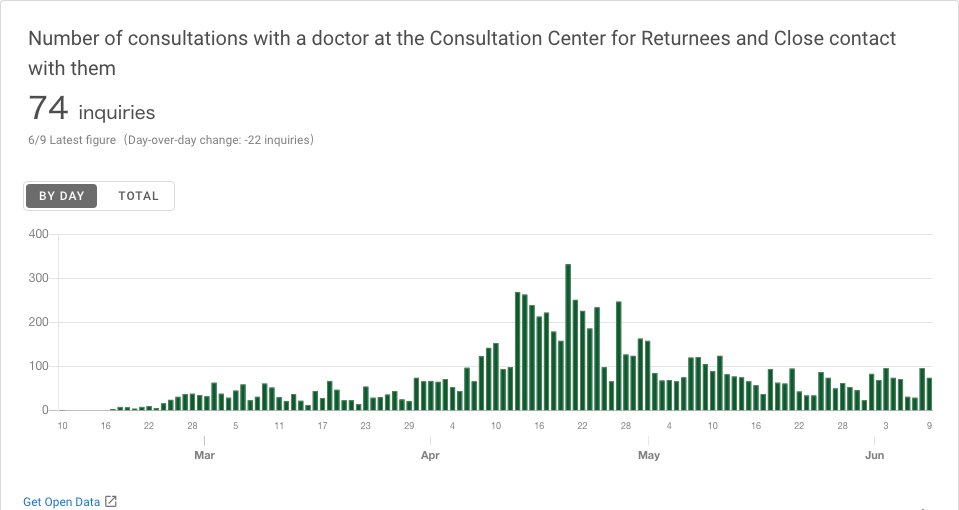 Number of consultations with a doctor at the Consultation Center for Returnees and Close contact
with them
74 inquiries
6/9 Latest figure（Day-over-day change: -22 inquiries）
BY DAY TOTAL
400
300
200
100
0
10 16 22 28 5 11 17 23 29 4 10 16 22 28 4 10 16 22 28 3 9
Mar Apr May Jun
Get Open Data